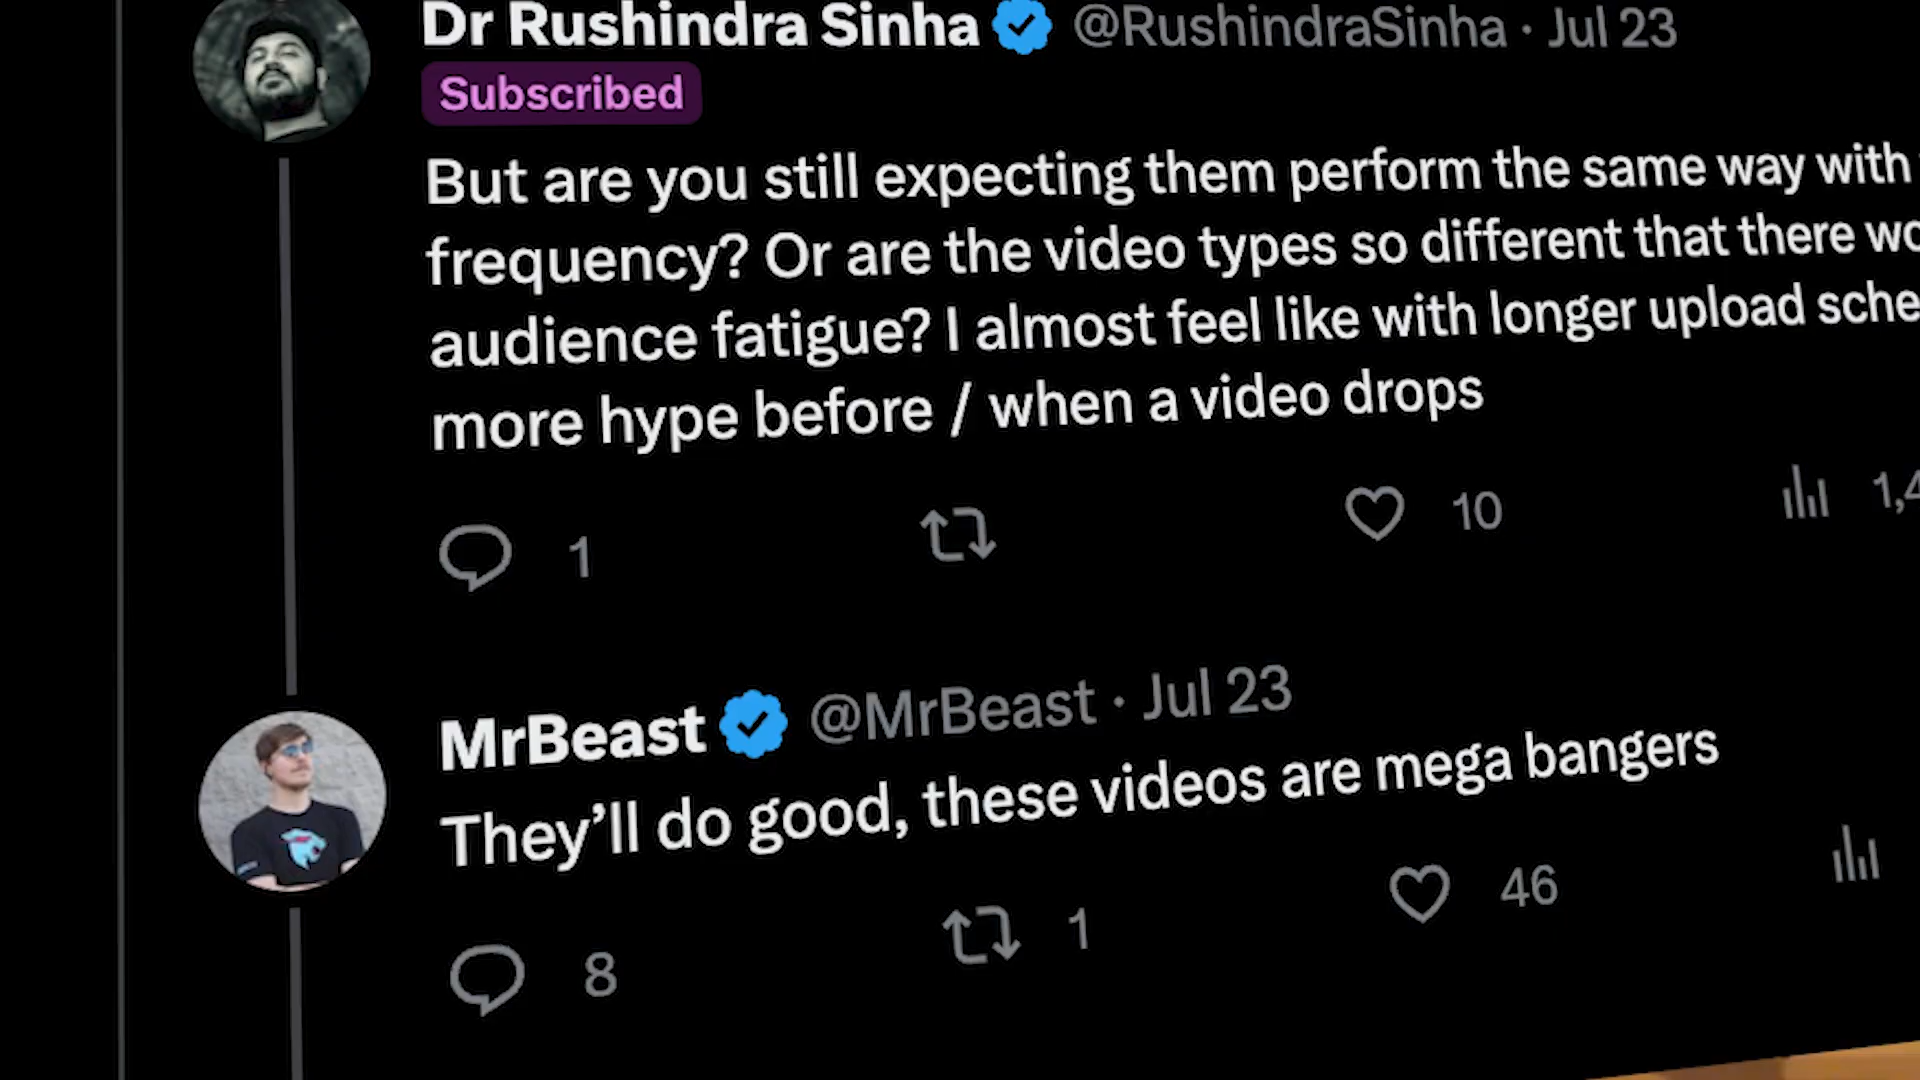 Dr Rushindra Sinha @RushindraSinha · Jul 23
Subscribed
But are you still expecting them perform the same way with
frequency? Or are the video types so different that there
audience fatigue? I almost feel like with longer upload
more hype before / when a video drops
1 10
MrBeast @MrBeast · Jul 23
They’ll do good, these videos are mega bangers
8 1 46